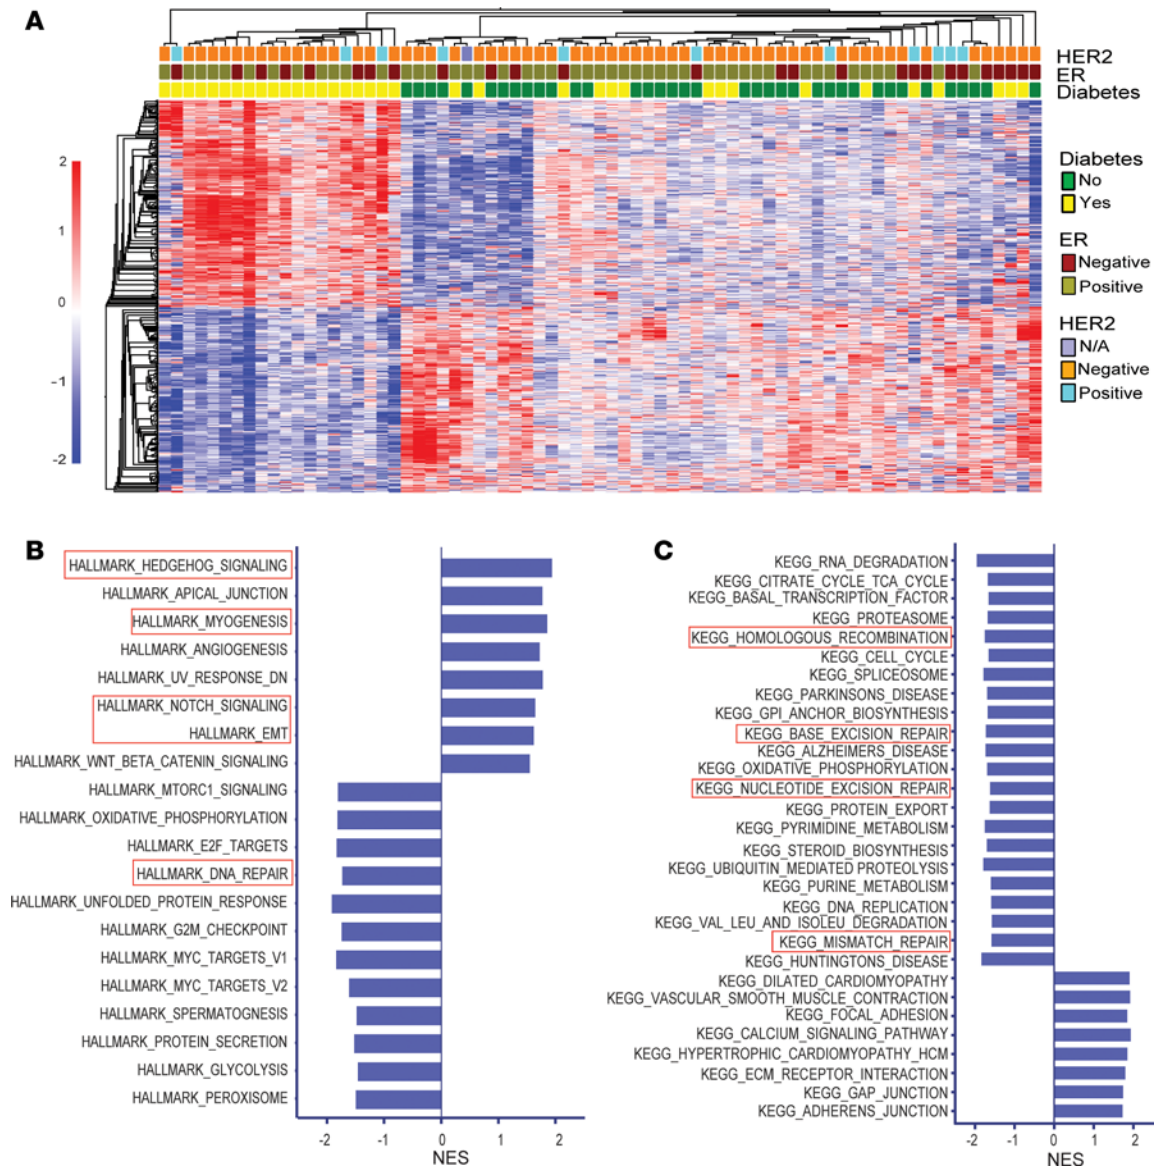 A
HER2
ER
Diabetes
2
1
0
-1
-2
Diabetes
No
Yes
ER
Negative
Positive
HER2
N/A
Negative
Positive
B
HALLMARK_HEDGEHOG_SIGNALING
HALLMARK_APICAL_JUNCTION
HALLMARK_MYOGENESIS
HALLMARK_ANGIOGENESIS
HALLMARK_UV_RESPONSE_DN
HALLMARK_NOTCH_SIGNALING
HALLMARK_EMT
HALLMARK_WNT_BETA_CATENIN_SIGNALING
HALLMARK_MTORC1_SIGNALING
HALLMARK_OXIDATIVE_PHOSPHORYLATION
HALLMARK_E2F_TARGETS
HALLMARK_DNA_REPAIR
HALLMARK_UNFOLDED_PROTEIN_RESPONSE
HALLMARK_G2M_CHECKPOINT
HALLMARK_MYC_TARGETS_V1
HALLMARK_MYC_TARGETS_V2
HALLMARK_SPERMATOGNESIS
HALLMARK_PROTEIN_SECRETION
HALLMARK_GLYCOLYSIS
HALLMARK_PEROXISOME
-2 -1 0 1 2
NES
C
KEGG_RNA_DEGRADATION
KEGG_CITRATE_CYCLE_TCA_CYCLE
KEGG_BASAL_TRANSCRIPTION_FACTOR
KEGG_PROTEASOME
KEGG_HOMOLOGOUS_RECOMBINATION
KEGG_CELL_CYCLE
KEGG_SPLICEOSOME
KEGG_PARKINSONS_DISEASE
KEGG_GPI_ANCHOR_BIOSYNTHESIS
KEGG_BASE_EXCISION_REPAIR
KEGG_ALZHEIMERS_DISEASE
KEGG_OXIDATIVE_PHOSPHORYLATION
KEGG_NUCLEOTIDE_EXCISION_REPAIR
KEGG_PROTEIN_EXPORT
KEGG_PYRIMIDINE_METABOLISM
KEGG_STEROID_BIOSYNTHESIS
KEGG_UBIQUITIN_MEDIATED PROTEOLYSIS
KEGG_PURINE_METABOLISM
KEGG_DNA_REPLICATION
KEGG_VAL_LEU_AND_ISOLEU_DEGRADATION
KEGG_MISMATCH_REPAIR
KEGG_HUNTINGTONS_DISEASE
KEGG_DILATED_CARDIOMYOPATHY
KEGG_VASCULAR_SMOOTH_MUSCLE_CONTRACTION
KEGG_FOCAL_ADHESION
KEGG_CALCIUM_SIGNALING_PATHWAY
KEGG_HYPERTROPHIC_CARDIOMYOPATHY_HCM
KEGG_ECM_RECEPTOR_INTERACTION
KEGG_GAP_JUNCTION
KEGG_ADHERENS_JUNCTION
-2 -1 0 1 2
NES